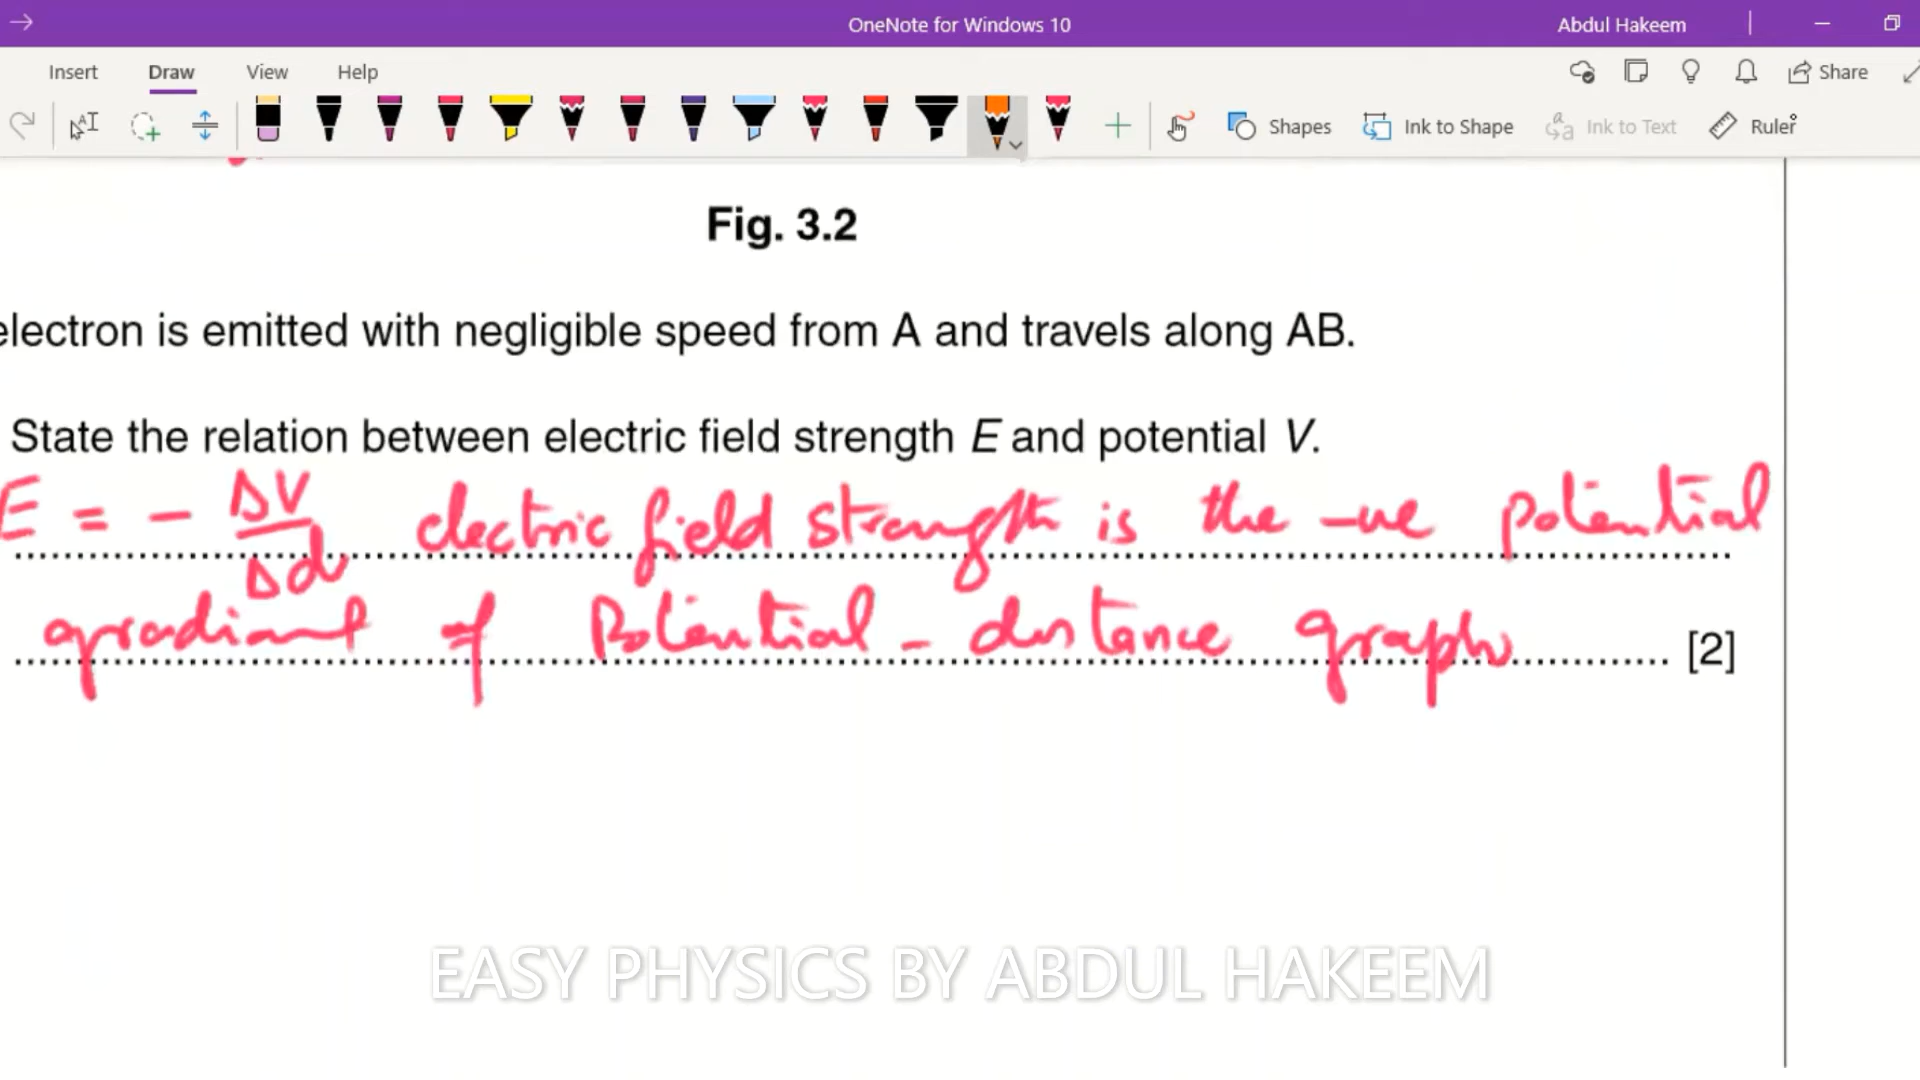 OneNote for Windows 10
Abdul Hakeem
Insert Draw View Help
Share
Shapes Ink to Shape Ink to Text Ruler
Fig. 3.2
electron is emitted with negligible speed from A and travels along AB.
State the relation between electric field strength E and potential V.
E = - ΔV/Δd electric field strength is the -ve potential
gradient of Potential - distance graph [2]
EASY PHYSICS BY ABDUL HAKEEM